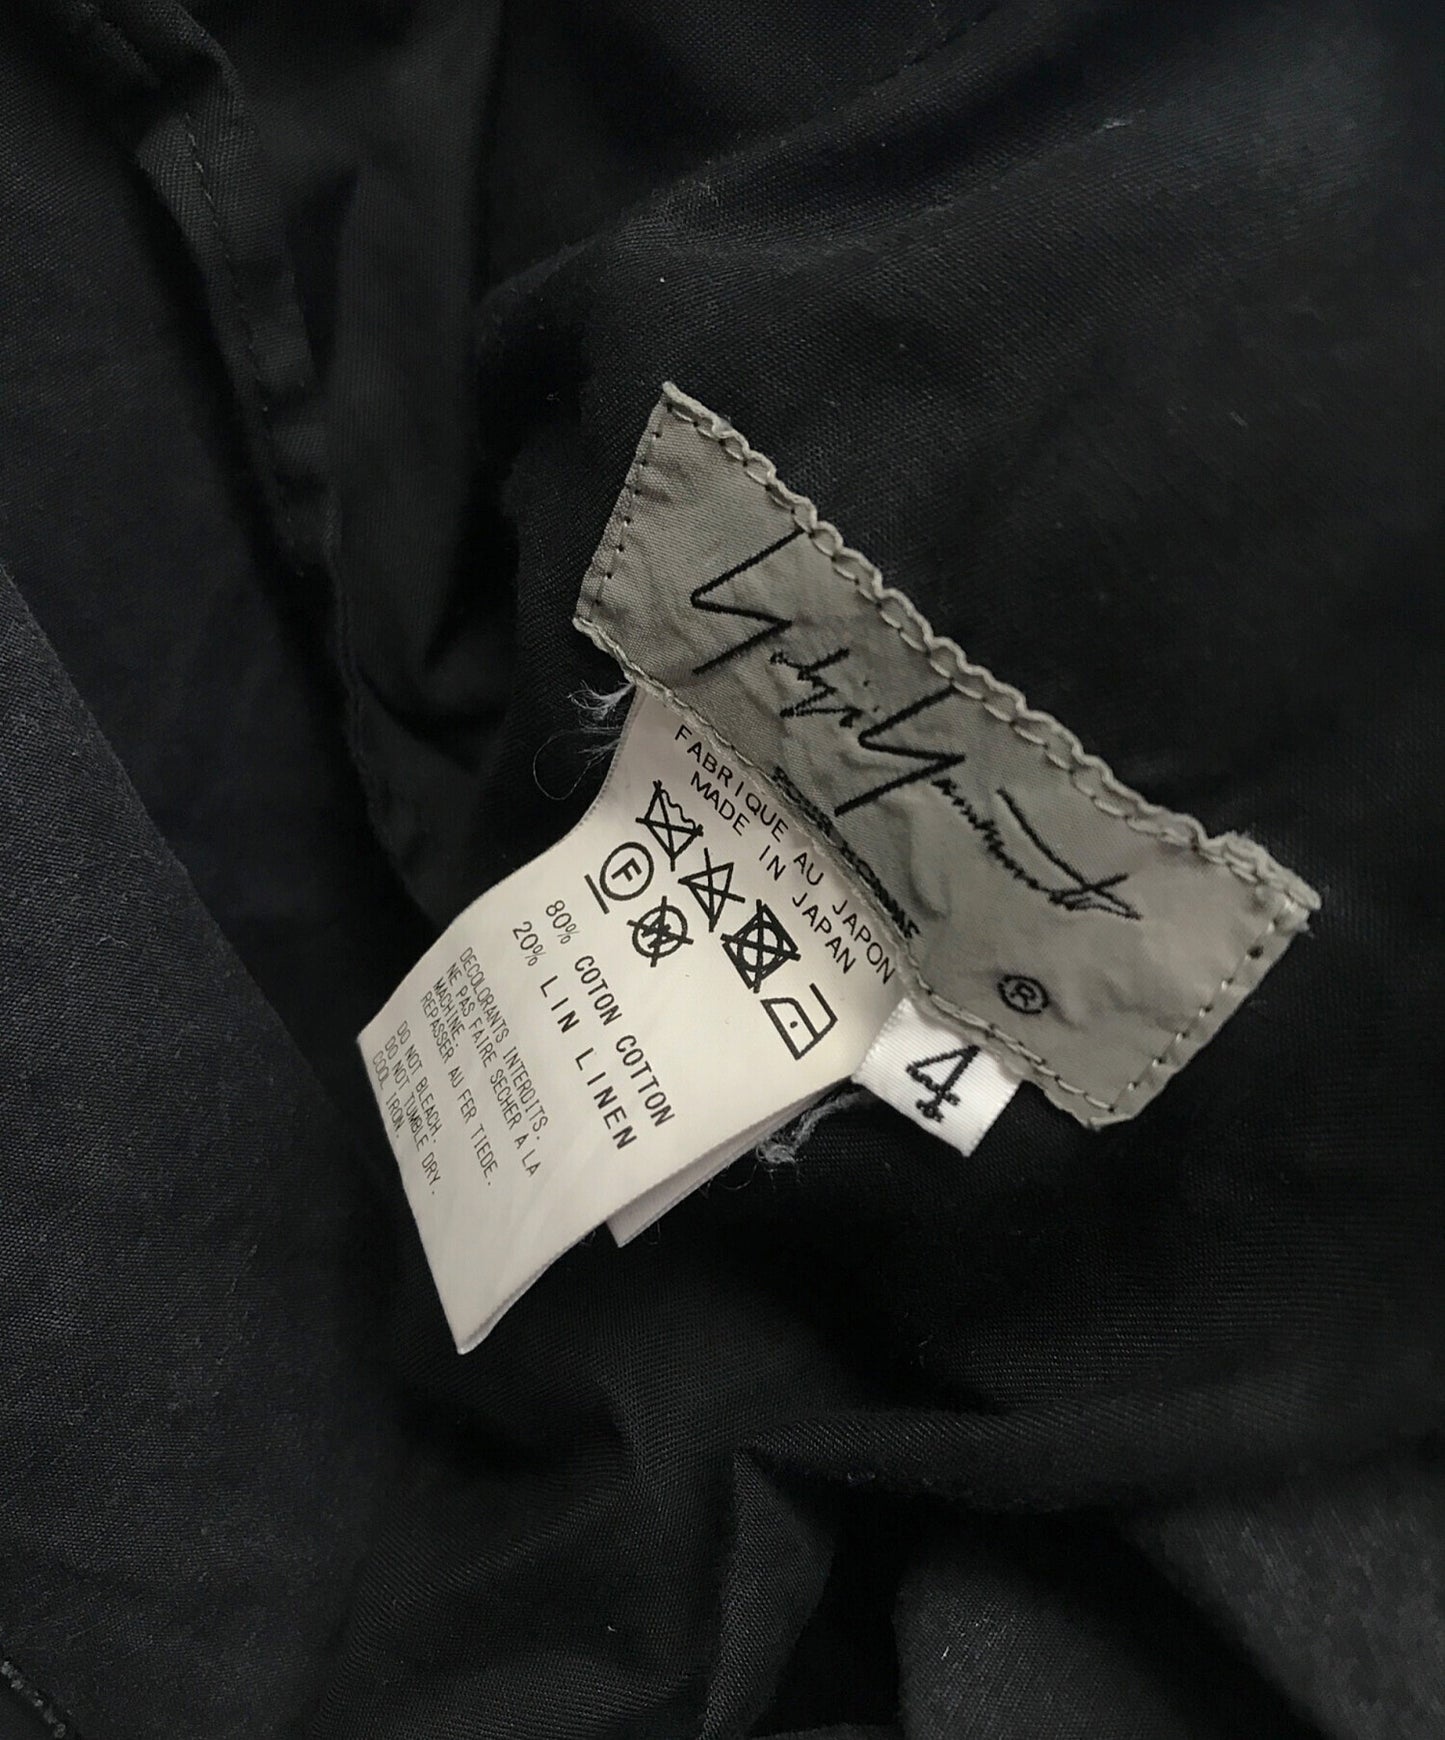 Yohji Yamamoto
POUR HOMME
®
4
FABRIQUE AU JAPON
MADE IN JAPAN
F
W
80% COTON COTTON
20% LIN LINEN
DECOLORANTS INTERDITS.
NE PAS FAIRE SECHER A LA
MACHINE.
REPASSER AU FER TIEDE.
DO NOT BLEACH.
DO NOT TUMBLE DRY.
COOL IRON.